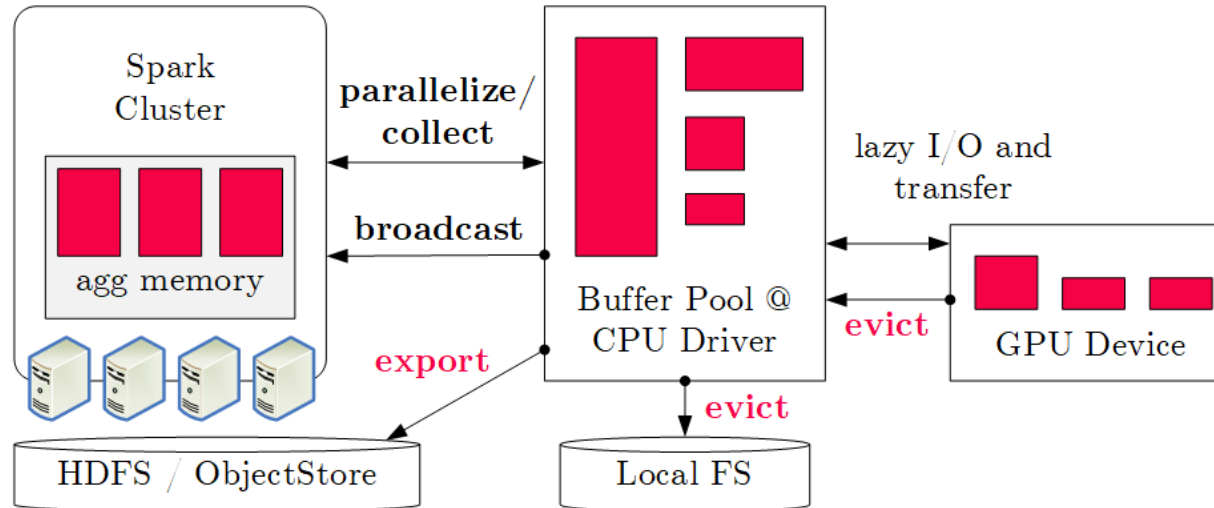 Spark
Cluster
agg memory
parallelize/
collect
broadcast
export
HDFS / ObjectStore
Buffer Pool @
CPU Driver
evict
Local FS
lazy I/O and
transfer
evict
GPU Device